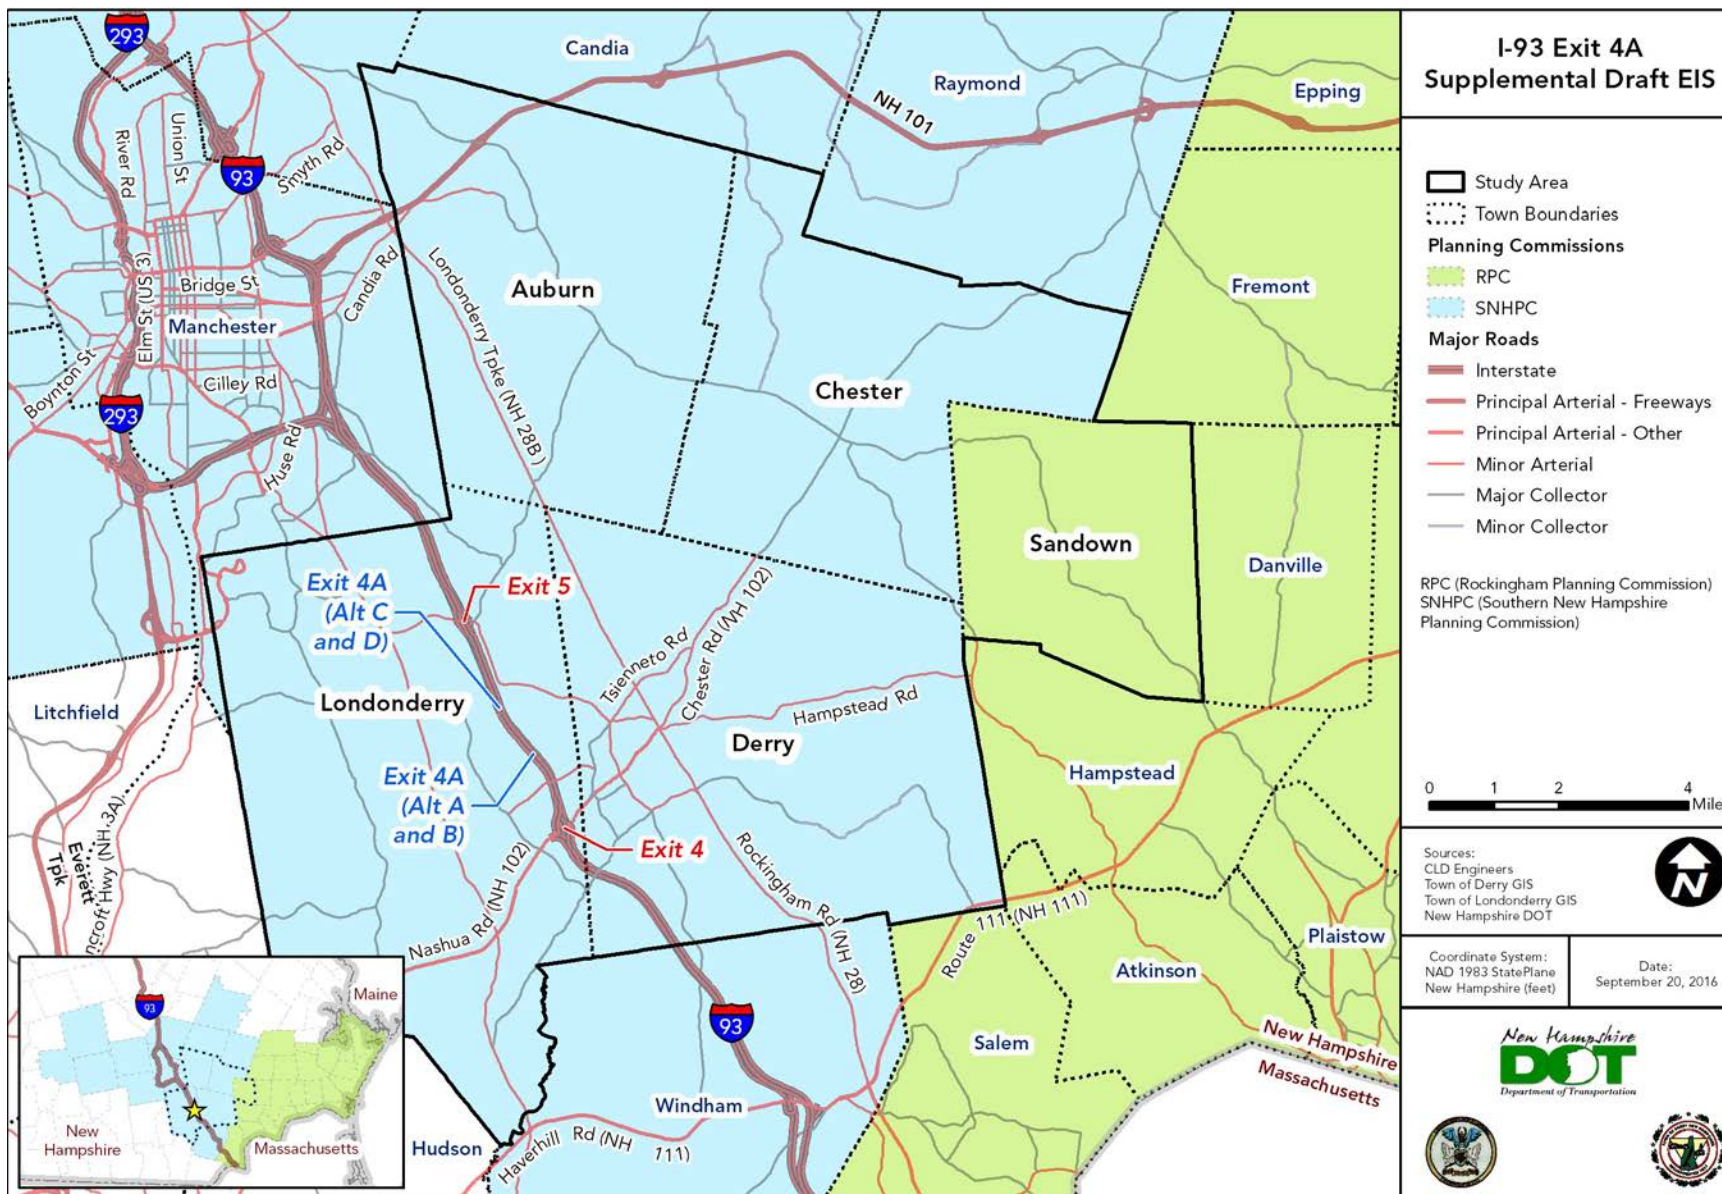 I-93 Exit 4A
Supplemental Draft EIS
Study Area
Town Boundaries
Planning Commissions
RPC
SNHPC
Major Roads
Interstate
Principal Arterial - Freeways
Principal Arterial - Other
Minor Arterial
Major Collector
Minor Collector
RPC (Rockingham Planning Commission)
SNHPC (Southern New Hampshire
Planning Commission)
0 1 2 4
Mile
Sources:
CLD Engineers
Town of Derry GIS
Town of Londonderry GIS
New Hampshire DOT
N
Coordinate System:
NAD 1983 StatePlane
New Hampshire (feet)
Date:
September 20, 2016
New Hampshire
DOT
Department of Transportation
293
Candia
Raymond
Epping
NH 101
River Rd
Union St
Smyth Rd
93
Elm St (US 3)
Bridge St
Candia Rd
Manchester
Londonderry Tpke (NH 28B)
Auburn
Fremont
Boynton St
Cilley Rd
293
Huse Rd
Chester
Sandown
Danville
Exit 4A
(Alt C
and D)
Exit 5
Tsienneto Rd
Chester Rd (NH 102)
Litchfield
Londonderry
Hampstead Rd
Derry
Hampstead
Exit 4A
(Alt A
and B)
Exit 4
Everett
Tpk
ncroft Hwy (NH 3A)
Nashua Rd (NH 102)
Rockingham Rd (NH 28)
Route 111 (NH 111)
Plaistow
Atkinson
Salem
93
New Hampshire
Massachusetts
Windham
Haverhill Rd (NH 111)
Hudson
93
Maine
New
Hampshire
Massachusetts